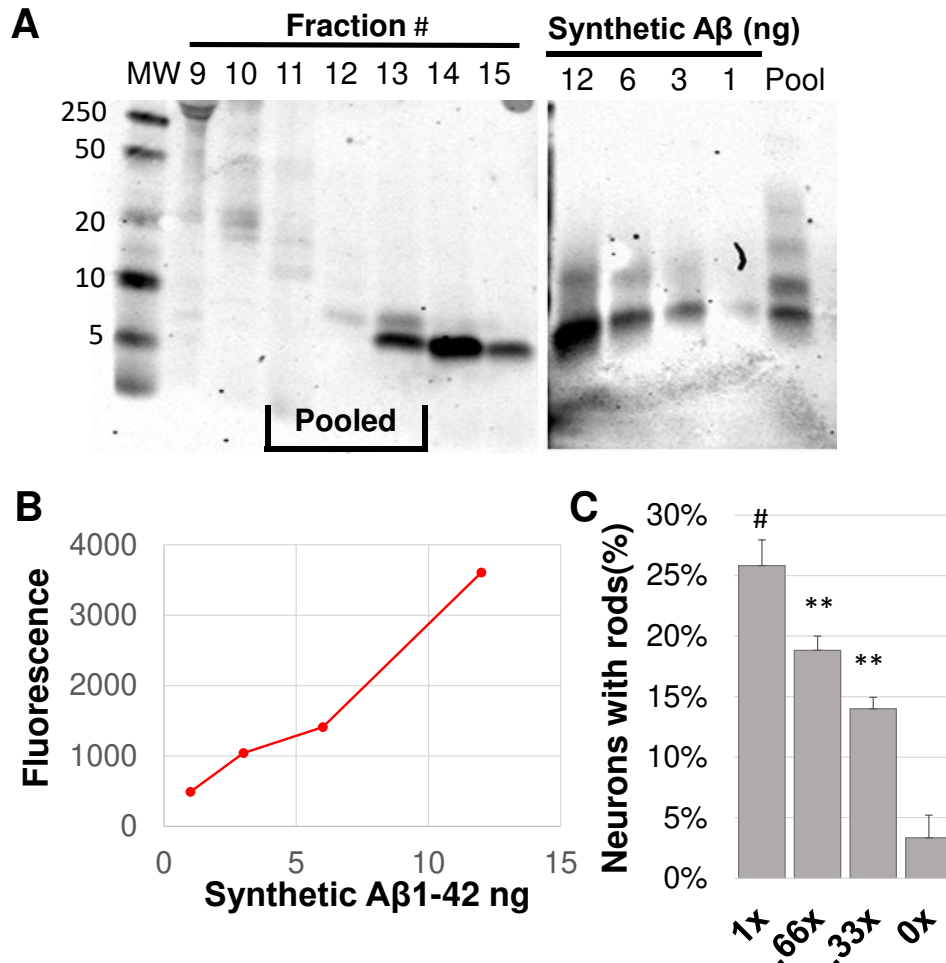 A
Fraction #
MW 9 10 11 12 13 14 15
Synthetic Aβ (ng)
12 6 3 1 Pool
250
50
20
10
5
Pooled
B
Fluorescence
4000
3000
2000
1000
0
0 5 10 15
Synthetic Aβ1-42 ng
C
Neurons with rods(%)
30%
25%
20%
15%
10%
5%
0%
#
**
**
1x .66x .33x 0x